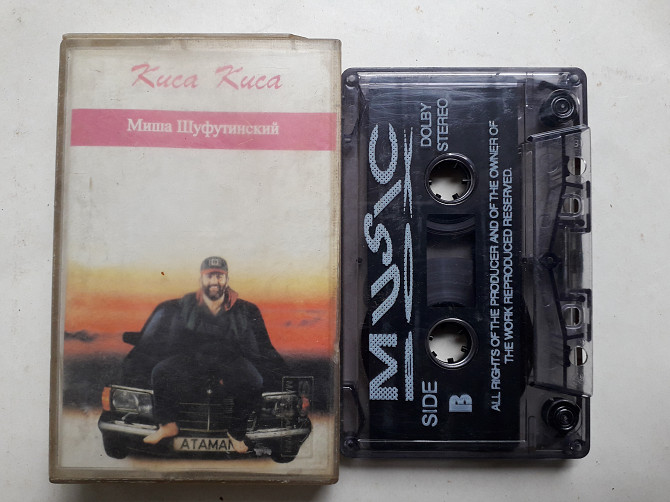 Киса Киса
Миша Шуфутинский
ATAMAN
MUSIC
DOLBY
STEREO
SIDE
B
ALL RIGHTS OF THE PRODUCER AND OF THE OWNER OF
THE WORK REPRODUCED RESERVED.